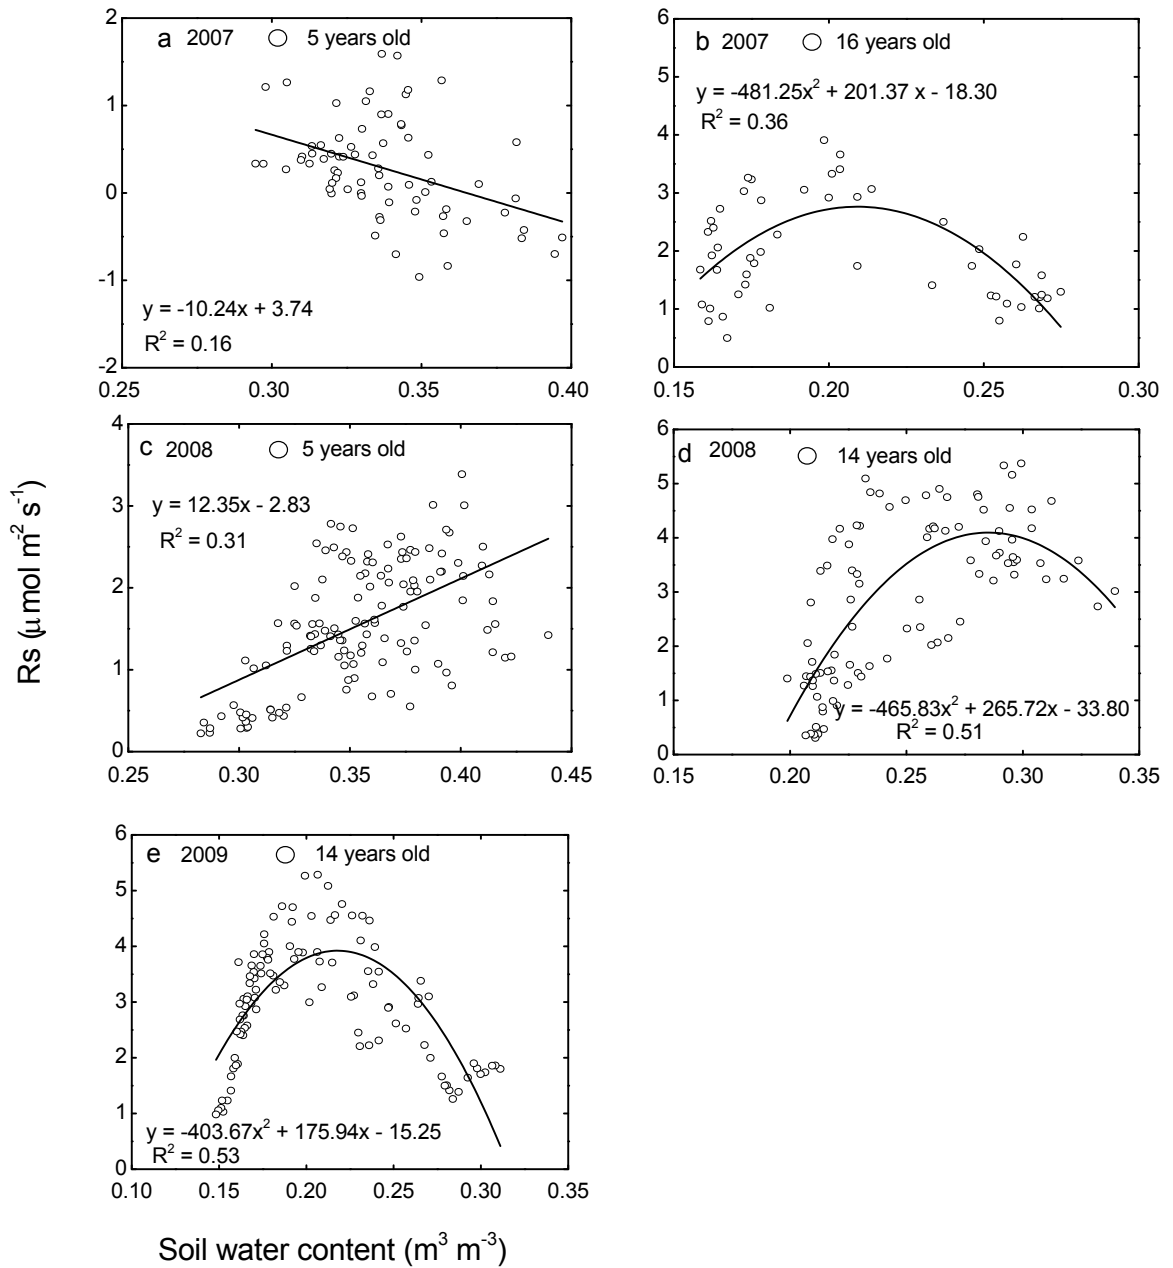 a 2007 5 years old
2
1
0
-1
-2
y = -10.24x + 3.74
R² = 0.16
0.25 0.30 0.35 0.40
b 2007 16 years old
6
5
4
3
2
1
0
y = -481.25x² + 201.37 x - 18.30
R² = 0.36
0.15 0.20 0.25 0.30
c 2008 5 years old
4
3
2
1
0
y = 12.35x - 2.83
R² = 0.31
0.25 0.30 0.35 0.40 0.45
d 2008 14 years old
6
5
4
3
2
1
0
y = -465.83x² + 265.72x - 33.80
R² = 0.51
0.15 0.20 0.25 0.30 0.35
e 2009 14 years old
6
5
4
3
2
1
0
y = -403.67x² + 175.94x - 15.25
R² = 0.53
0.10 0.15 0.20 0.25 0.30 0.35
Rs (μ mol m⁻² s⁻¹)
Soil water content (m³ m⁻³)